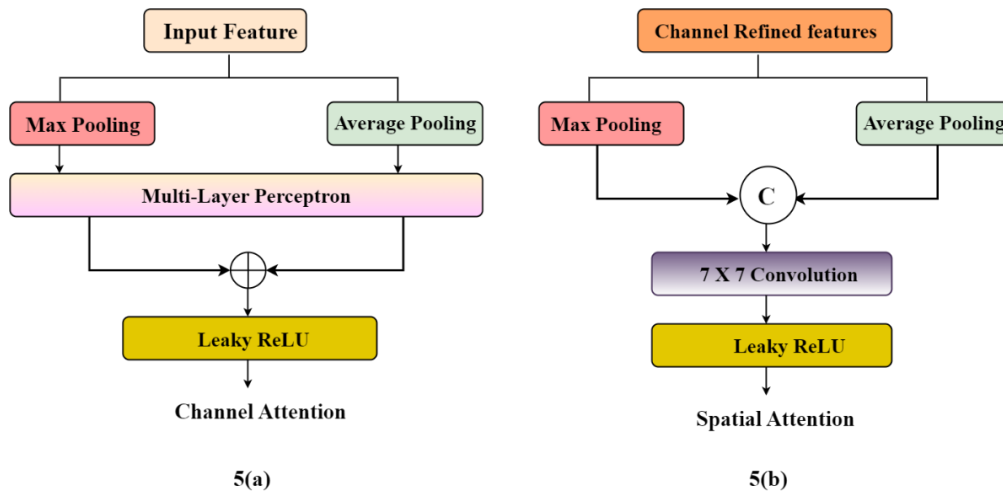 Input Feature
Max Pooling
Average Pooling
Multi-Layer Perceptron
Leaky ReLU
Channel Attention
5(a)
Channel Refined features
Max Pooling
Average Pooling
C
7 X 7 Convolution
Leaky ReLU
Spatial Attention
5(b)